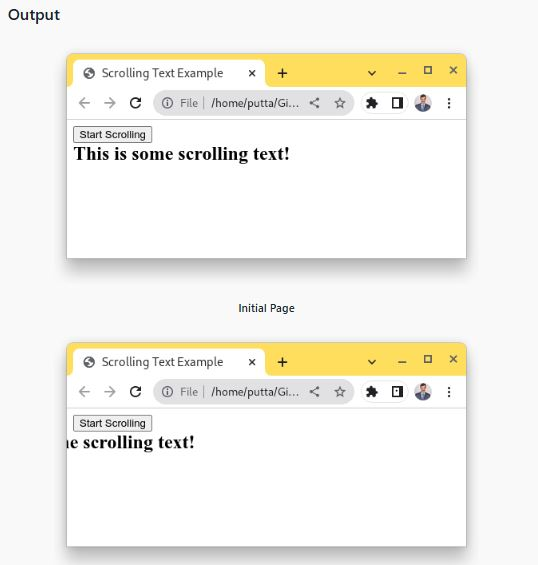 Output
Scrolling Text Example
File
/home/putta/Gi...
Start Scrolling
This is some scrolling text!
Initial Page
Scrolling Text Example
File
/home/putta/Gi...
Start Scrolling
e scrolling text!